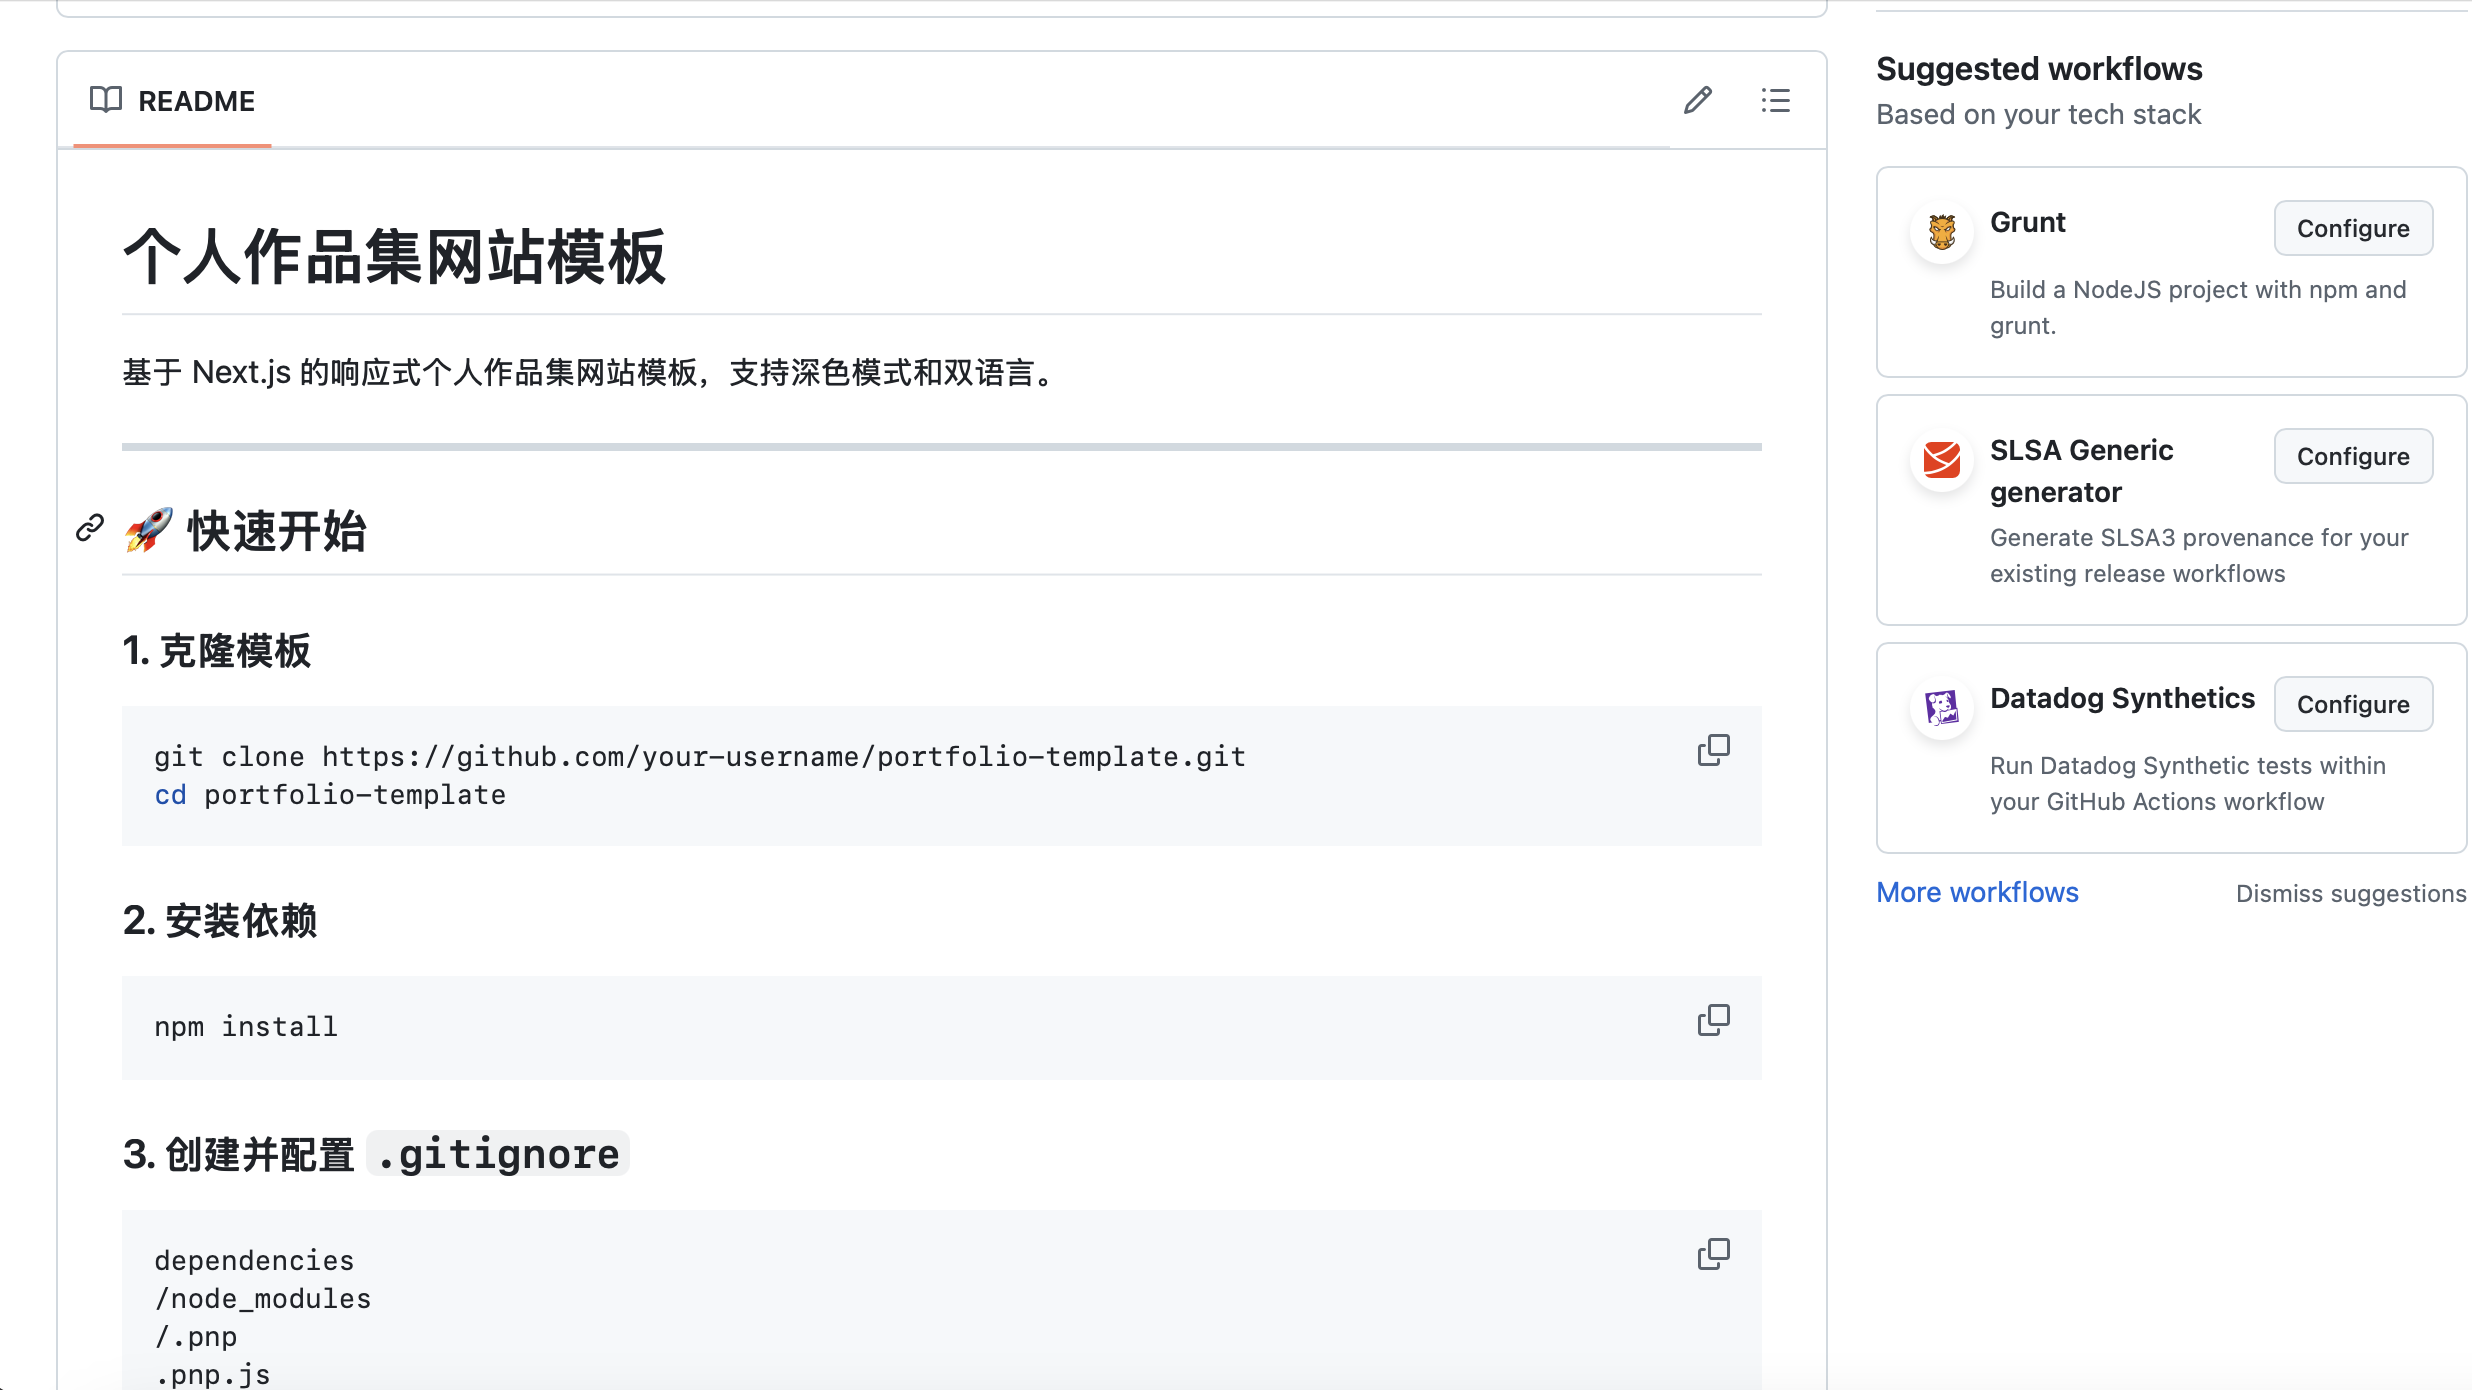 README
个人作品集网站模板
基于 Next.js 的响应式个人作品集网站模板，支持深色模式和双语言。
🚀 快速开始
1. 克隆模板
git clone https://github.com/your-username/portfolio-template.git
cd portfolio-template
2. 安装依赖
npm install
3. 创建并配置 .gitignore
dependencies
/node_modules
/.pnp
.pnp.js
Suggested workflows
Based on your tech stack
Grunt
Configure
Build a NodeJS project with npm and
grunt.
SLSA Generic
generator
Configure
Generate SLSA3 provenance for your
existing release workflows
Datadog Synthetics
Configure
Run Datadog Synthetic tests within
your GitHub Actions workflow
More workflows
Dismiss suggestions